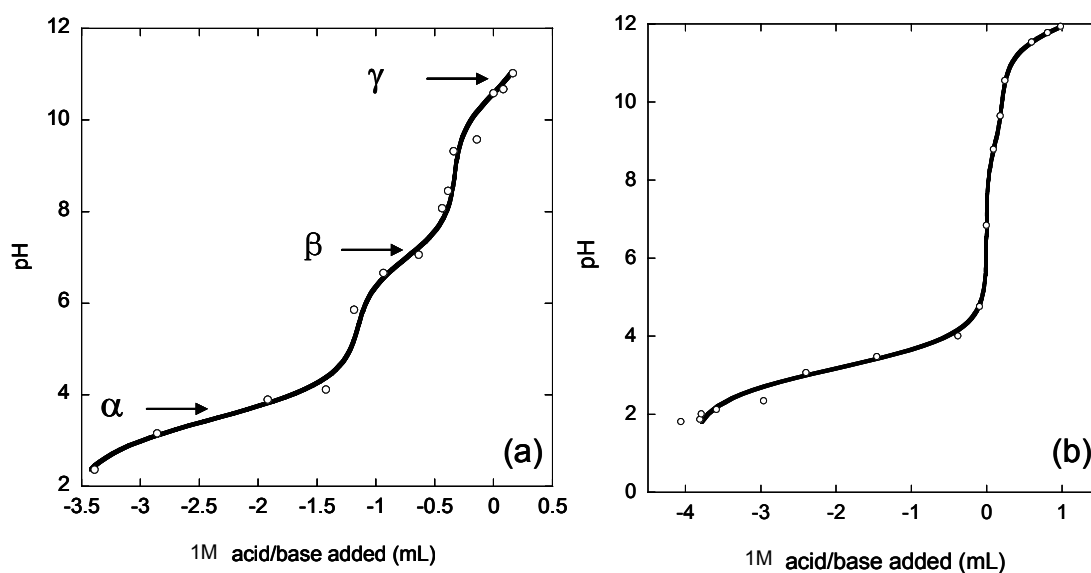 12
10
8
6
4
2
pH
γ
β
α
(a)
-3.5 -3 -2.5 -2 -1.5 -1 -0.5 0 0.5
1M acid/base added (mL)
12
10
8
6
4
2
0
pH
(b)
-4 -3 -2 -1 0 1
1M acid/base added (mL)